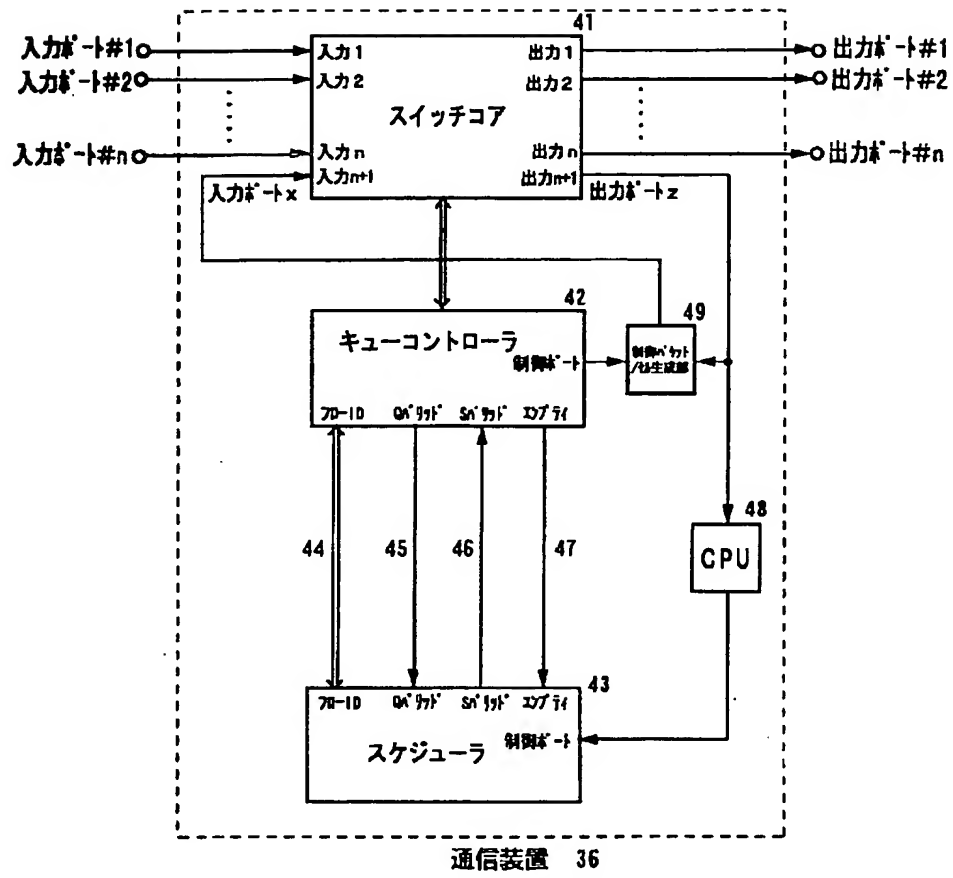 41
入力ポート#1
入力1
出力1
出力ポート#1
入力ポート#2
入力2
出力2
出力ポート#2
スイッチコア
入力ポート#n
入力n
出力n
出力ポート#n
入力n+1
出力n+1
入力ポートx
出力ポートz
42
キューコントローラ
制御ポート
49
制御パケット
/セル生成部
フローID
Qバリッド
Sバリッド
エンプティ
44
45
46
47
48
CPU
43
フローID
Qバリッド
Sバリッド
エンプティ
制御ポート
スケジューラ
通信装置 36